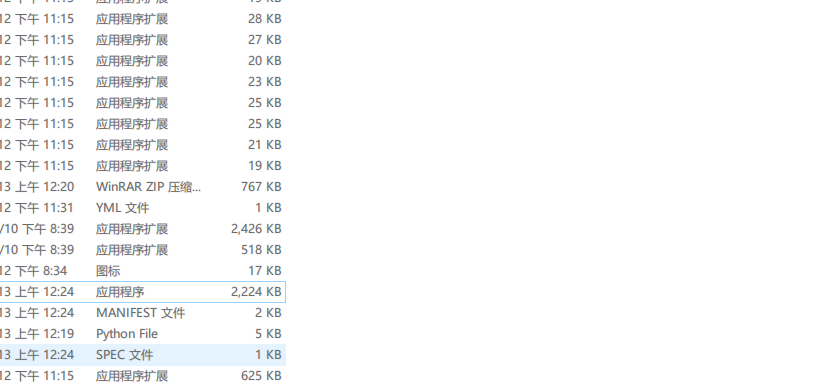 12 下午 11:15 应用程序扩展 28 KB
12 下午 11:15 应用程序扩展 27 KB
12 下午 11:15 应用程序扩展 20 KB
12 下午 11:15 应用程序扩展 23 KB
12 下午 11:15 应用程序扩展 25 KB
12 下午 11:15 应用程序扩展 25 KB
12 下午 11:15 应用程序扩展 21 KB
12 下午 11:15 应用程序扩展 19 KB
13 上午 12:20 WinRAR ZIP 压缩... 767 KB
12 下午 11:31 YML 文件 1 KB
/10 下午 8:39 应用程序扩展 2,426 KB
/10 下午 8:39 应用程序扩展 518 KB
12 下午 8:34 图标 17 KB
13 上午 12:24 应用程序 2,224 KB
13 上午 12:24 MANIFEST 文件 2 KB
13 上午 12:19 Python File 5 KB
13 上午 12:24 SPEC 文件 1 KB
12 下午 11:15 应用程序扩展 625 KB